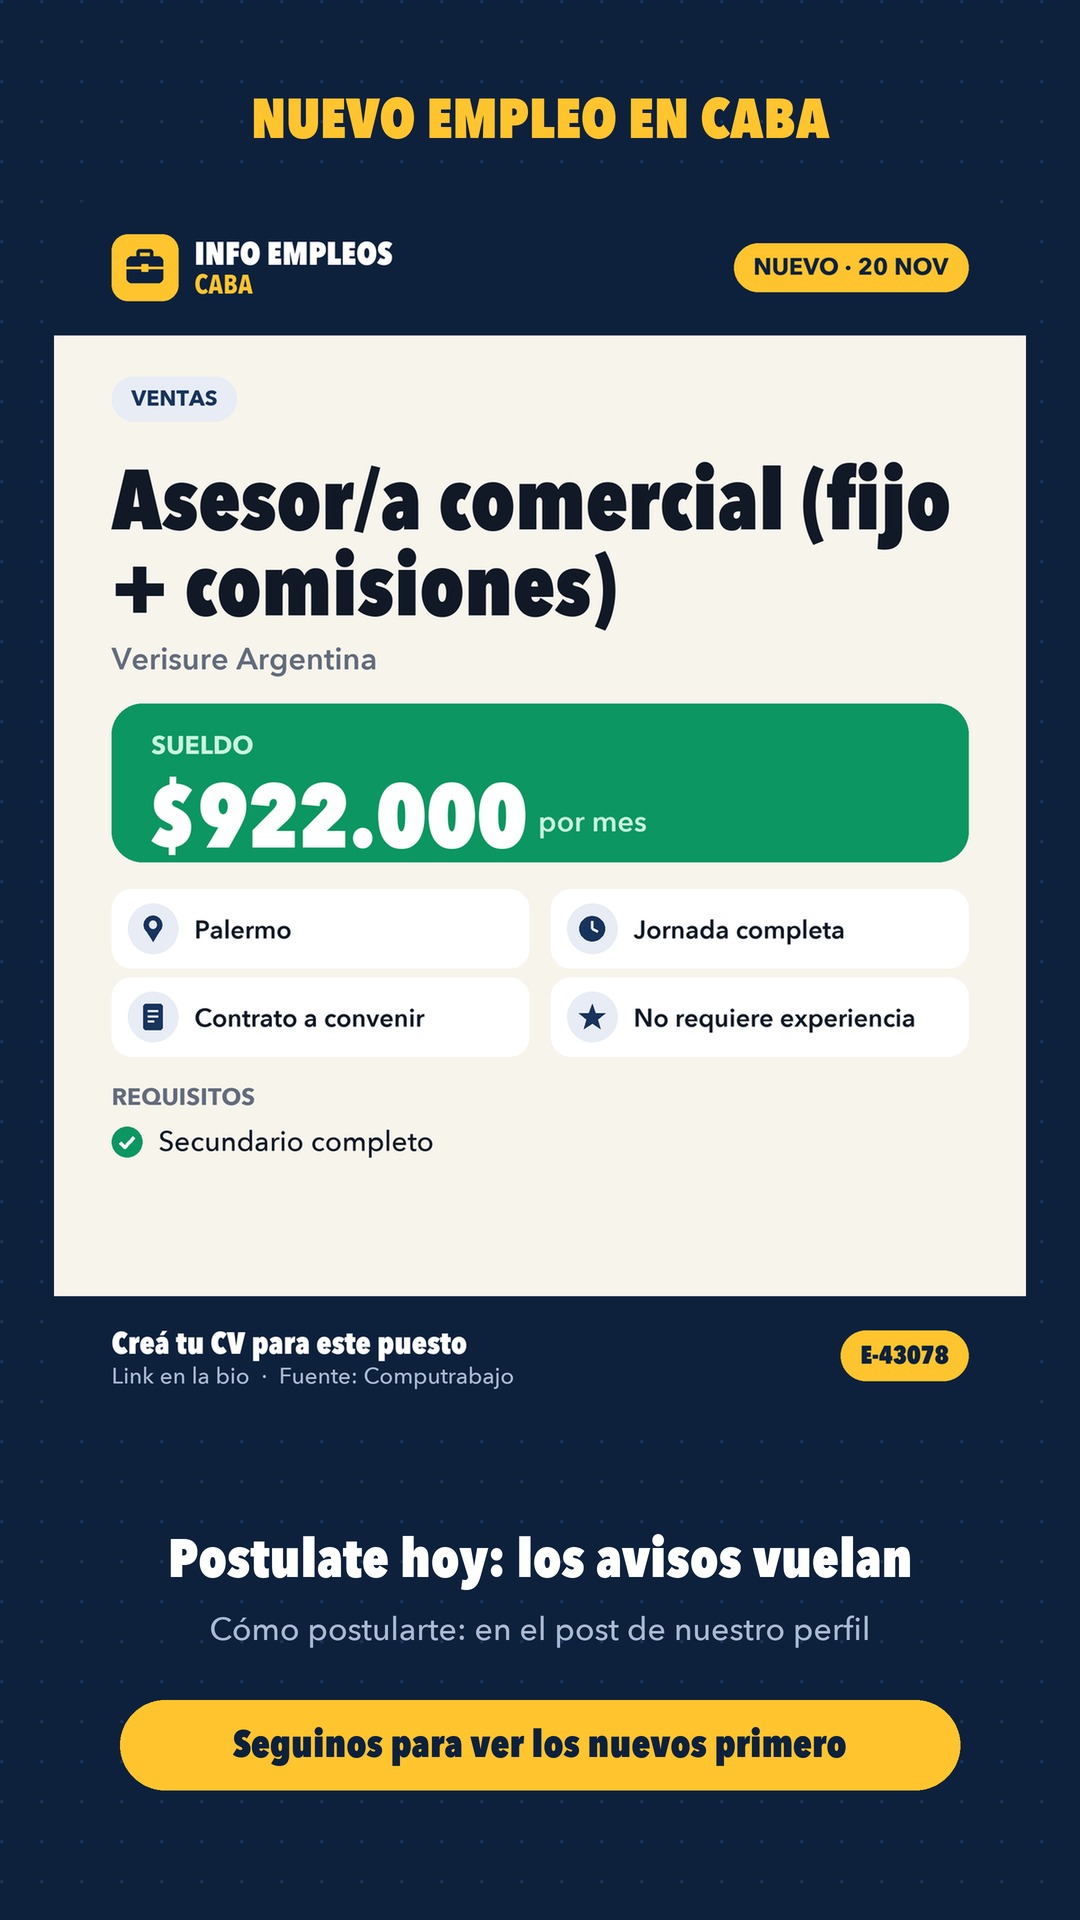 NUEVO EMPLEO EN CABA
INFO EMPLEOS
CABA
NUEVO · 20 NOV
VENTAS
Asesor/a comercial (fijo
+ comisiones)
Verisure Argentina
SUELDO
$922.000 por mes
Palermo
Jornada completa
Contrato a convenir
No requiere experiencia
REQUISITOS
Secundario completo
Creá tu CV para este puesto
Link en la bio · Fuente: Computrabajo
E-43078
Postulate hoy: los avisos vuelan
Cómo postularte: en el post de nuestro perfil
Seguinos para ver los nuevos primero